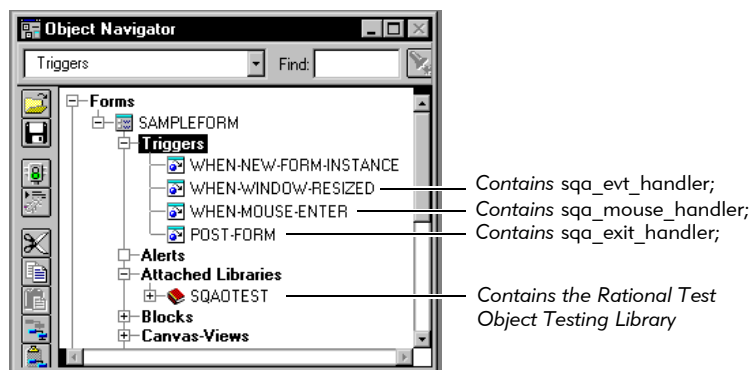 Object Navigator
Triggers
Find:
Forms
SAMPLEFORM
Triggers
WHEN-NEW-FORM-INSTANCE
WHEN-WINDOW-RESIZED
Contains sqa_evt_handler;
WHEN-MOUSE-ENTER
Contains sqa_mouse_handler;
POST-FORM
Contains sqa_exit_handler;
Alerts
Attached Libraries
SQAOTEST
Contains the Rational Test
Object Testing Library
Blocks
Canvas-Views